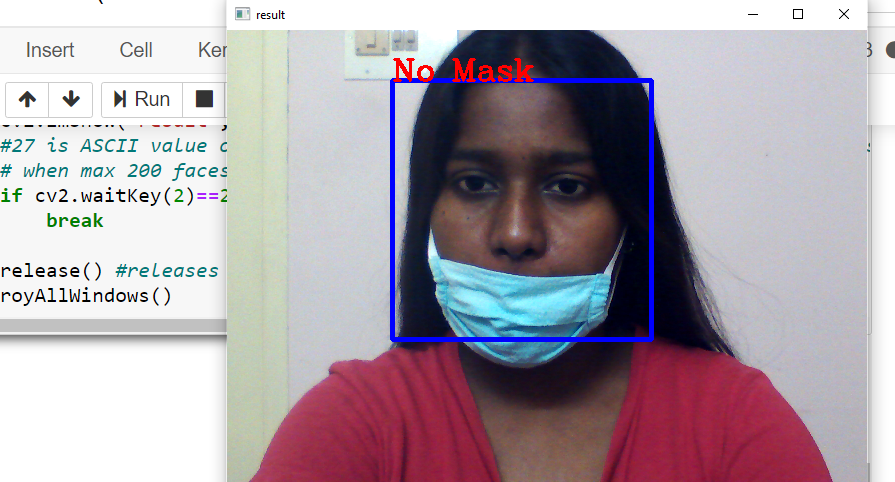 result
Insert Cell Ker
3
Run
#27 is ASCII value
# when max 200 faces
if cv2.waitKey(2)==2
break
release() #releases
royAllWindows()
No Mask